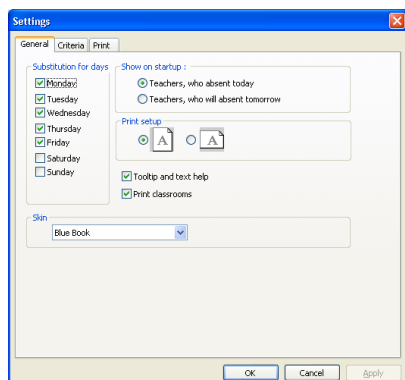 Settings
General Criteria Print
Substitution for days
Monday
Tuesday
Wednesday
Thursday
Friday
Saturday
Sunday
Show on startup :
Teachers, who absent today
Teachers, who will absent tomorrow
Print setup
A A
Tooltip and text help
Print classrooms
Skin
Blue Book
OK Cancel Apply